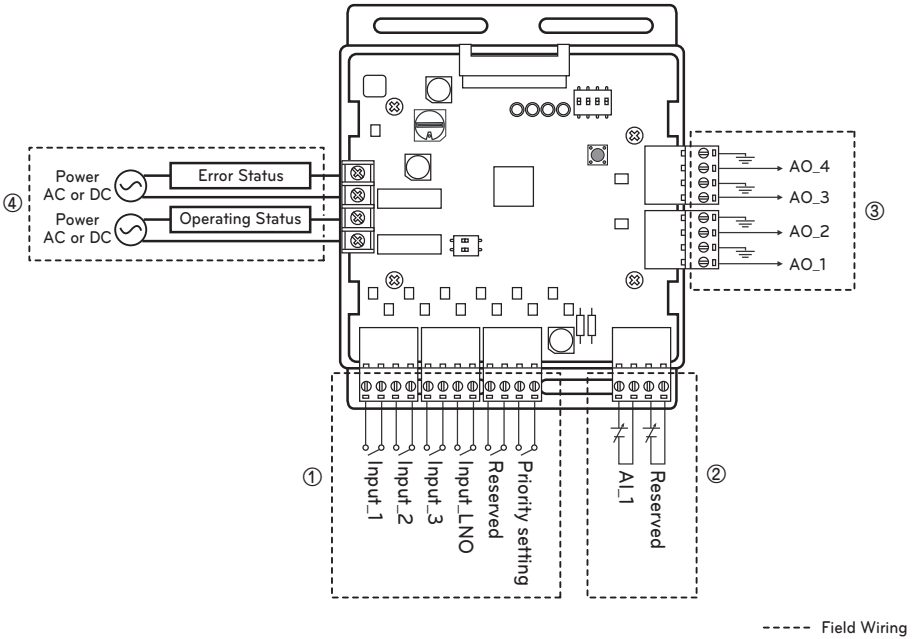 Power
AC or DC
Error Status
Power
AC or DC
Operating Status
④
A
AO_4
AO_3
AO_2
AO_1
③
①
Input_1
Input_2
Input_3
Input_LNO
Reserved
Priority setting
AI_1
Reserved
②
Field Wiring